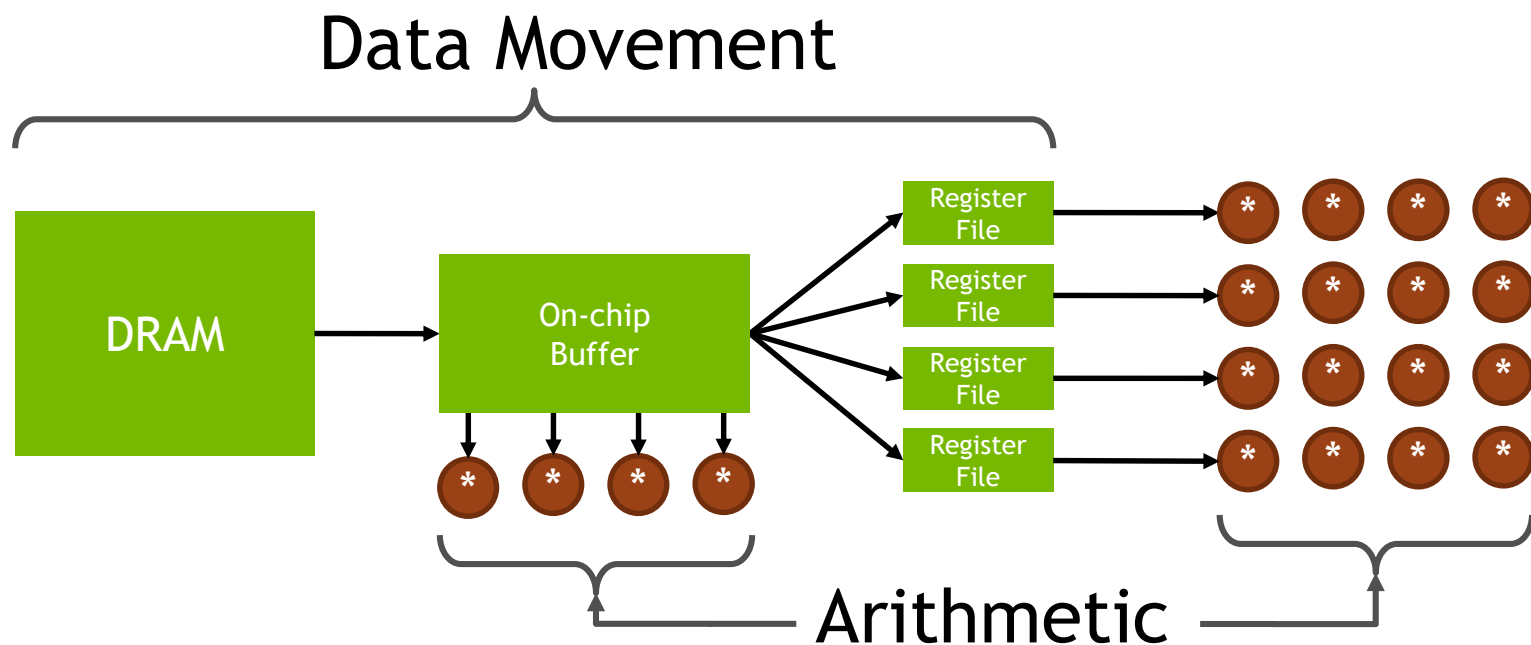 Data Movement
DRAM
On-chip
Buffer
Register
File
Register
File
Register
File
Register
File
* * * *
* * * *
* * * *
* * * *
* * * *
Arithmetic